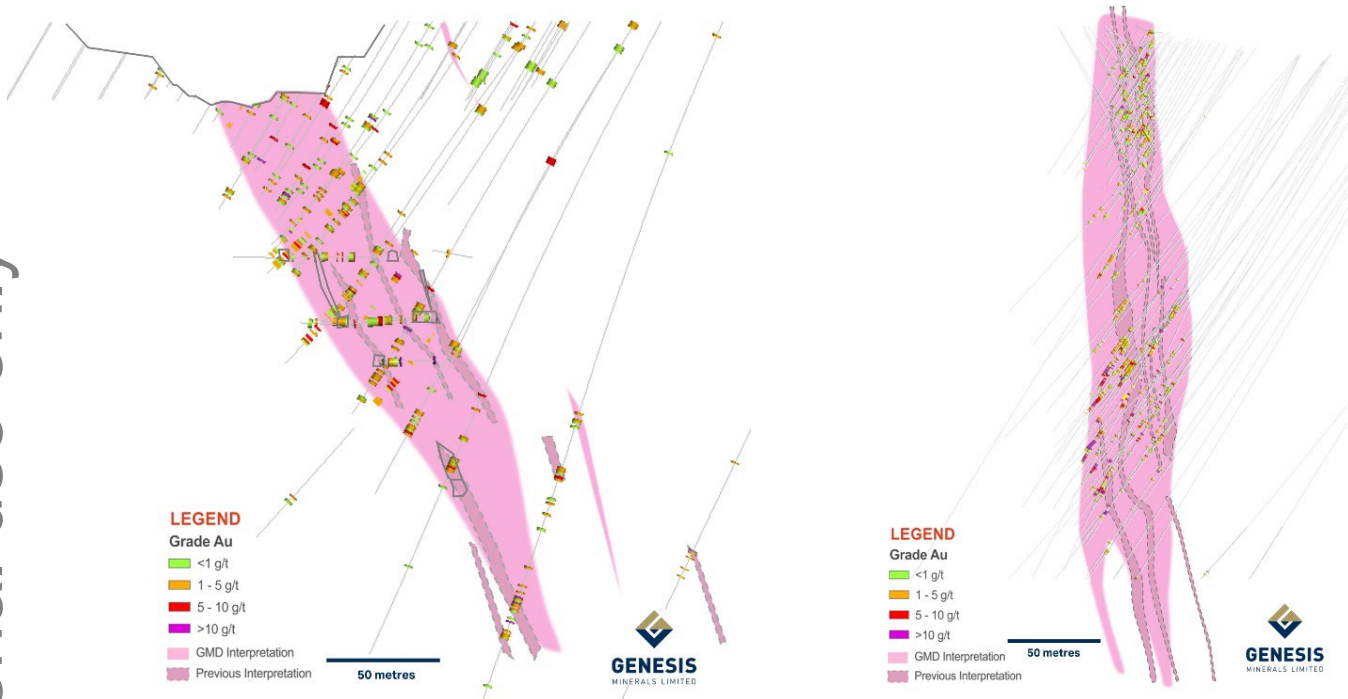 LEGEND
Grade Au
<1 g/t
1 - 5 g/t
5 - 10 g/t
>10 g/t
GMD Interpretation
Previous Interpretation
50 metres
GENESIS
MINERALS LIMITED
LEGEND
Grade Au
<1 g/t
1 - 5 g/t
5 - 10 g/t
>10 g/t
GMD Interpretation
Previous Interpretation
50 metres
GENESIS
MINERALS LIMITED